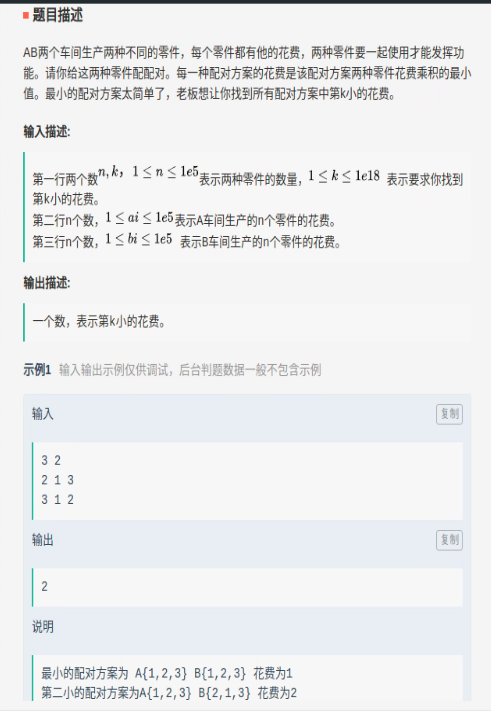 题目描述
AB两个车间生产两种不同的零件，每个零件都有他的花费，两种零件要一起使用才能发挥功
能。请你给这两种零件配配对。每一种配对方案的花费是该配对方案两种零件花费乘积的最小
值。最小的配对方案太简单了，老板想让你找到所有配对方案中第k小的花费。
输入描述:
第一行两个数n, k， 1 ≤ n ≤ 1e5表示两种零件的数量，1 ≤ k ≤ 1e18 表示要求你找到
第k小的花费。
第二行n个数，1 ≤ ai ≤ 1e5表示A车间生产的n个零件的花费。
第三行n个数，1 ≤ bi ≤ 1e5 表示B车间生产的n个零件的花费。
输出描述:
一个数，表示第k小的花费。
示例1 输入输出示例仅供调试，后台判题数据一般不包含示例
输入 复制
3 2
2 1 3
3 1 2
输出 复制
2
说明
最小的配对方案为 A{1,2,3} B{1,2,3} 花费为1
第二小的配对方案为A{1,2,3} B{2,1,3} 花费为2